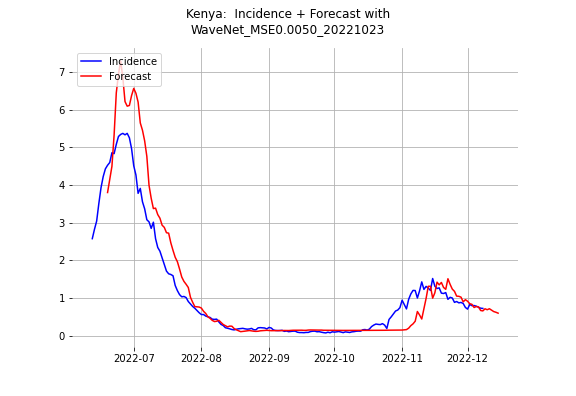 Kenya:  Incidence + Forecast with
WaveNet_MSE0.0050_20221023
Incidence
Forecast
7
6
5
4
3
2
1
0
2022-07 2022-08 2022-09 2022-10 2022-11 2022-12